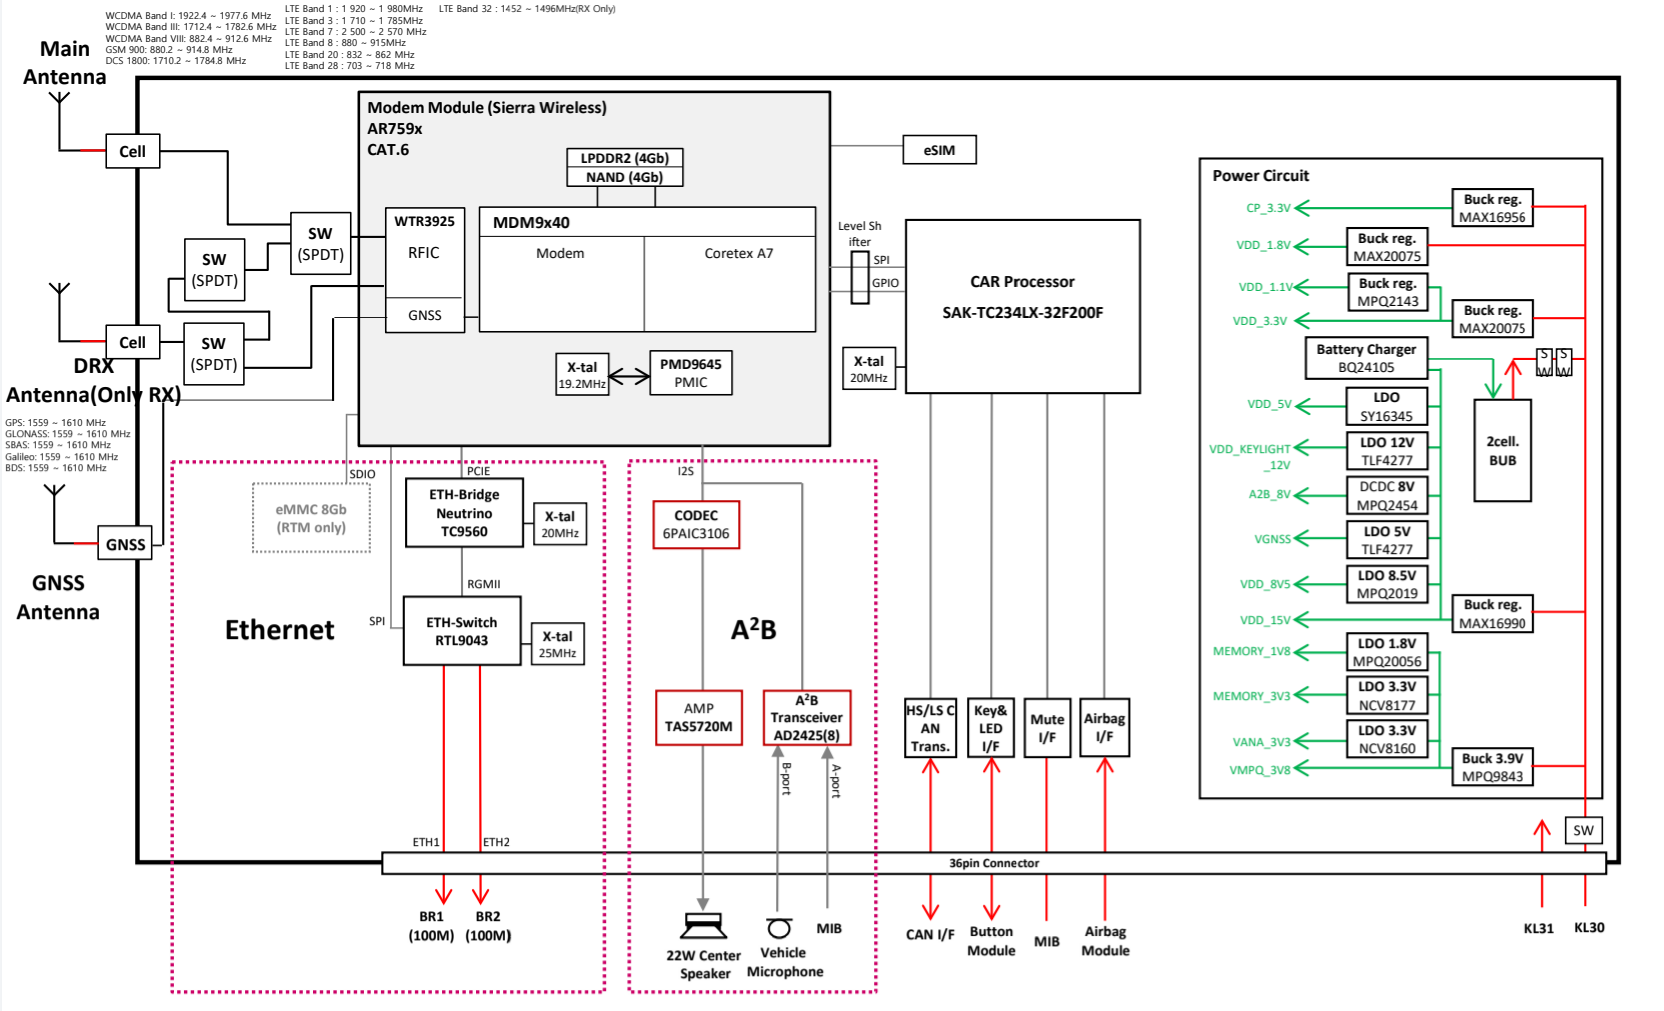 WCDMA Band I: 1922.4 ~ 1977.6 MHz
WCDMA Band III: 1712.4 ~ 1782.6 MHz
WCDMA Band VIII: 882.4 ~ 912.6 MHz
GSM 900: 880.2 ~ 914.8 MHz
DCS 1800: 1710.2 ~ 1784.8 MHz
LTE Band 1 : 1 920 ~ 1 980MHz
LTE Band 3 : 1 710 ~ 1 785MHz
LTE Band 7 : 2 500 ~ 2 570 MHz
LTE Band 8 : 880 ~ 915MHz
LTE Band 20 : 832 ~ 862 MHz
LTE Band 28 : 703 ~ 718 MHz
LTE Band 32 : 1452 ~ 1496MHz(RX Only)
Main
Antenna
Cell
SW
(SPDT)
SW
(SPDT)
Cell
SW
(SPDT)
DRX
Antenna(Only RX)
GPS: 1559 ~ 1610 MHz
GLONASS: 1559 ~ 1610 MHz
SBAS: 1559 ~ 1610 MHz
Galileo: 1559 ~ 1610 MHz
BDS: 1559 ~ 1610 MHz
GNSS
GNSS
Antenna
Modem Module (Sierra Wireless)
AR759x
CAT.6
LPDDR2 (4Gb)
NAND (4Gb)
WTR3925
RFIC
GNSS
MDM9x40
Modem
Coretex A7
X-tal
19.2MHz
PMD9645
PMIC
eSIM
Level Sh
ifter
SPI
GPIO
CAR Processor
SAK-TC234LX-32F200F
X-tal
20MHz
SDIO
eMMC 8Gb
(RTM only)
PCIE
ETH-Bridge
Neutrino
TC9560
X-tal
20MHz
RGMII
SPI
ETH-Switch
RTL9043
X-tal
25MHz
Ethernet
ETH1
ETH2
BR1
(100M)
BR2
(100M)
I2S
CODEC
6PAIC3106
A²B
AMP
TAS5720M
A²B
Transceiver
AD2425(8)
B-port
A-port
22W Center
Speaker
Vehicle
Microphone
MIB
HS/LS C
AN
Trans.
Key&
LED
I/F
Mute
I/F
Airbag
I/F
36pin Connector
CAN I/F
Button
Module
MIB
Airbag
Module
Power Circuit
CP_3.3V
Buck reg.
MAX16956
VDD_1.8V
Buck reg.
MAX20075
VDD_1.1V
Buck reg.
MPQ2143
VDD_3.3V
Buck reg.
MAX20075
Battery Charger
BQ24105
S
W
S
W
VDD_5V
LDO
SY16345
2cell.
BUB
VDD_KEYLIGHT
_12V
LDO 12V
TLF4277
A2B_8V
DCDC 8V
MPQ2454
VGNSS
LDO 5V
TLF4277
VDD_8V5
LDO 8.5V
MPQ2019
VDD_15V
Buck reg.
MAX16990
MEMORY_1V8
LDO 1.8V
MPQ20056
MEMORY_3V3
LDO 3.3V
NCV8177
VANA_3V3
LDO 3.3V
NCV8160
VMPQ_3V8
Buck 3.9V
MPQ9843
SW
KL31
KL30